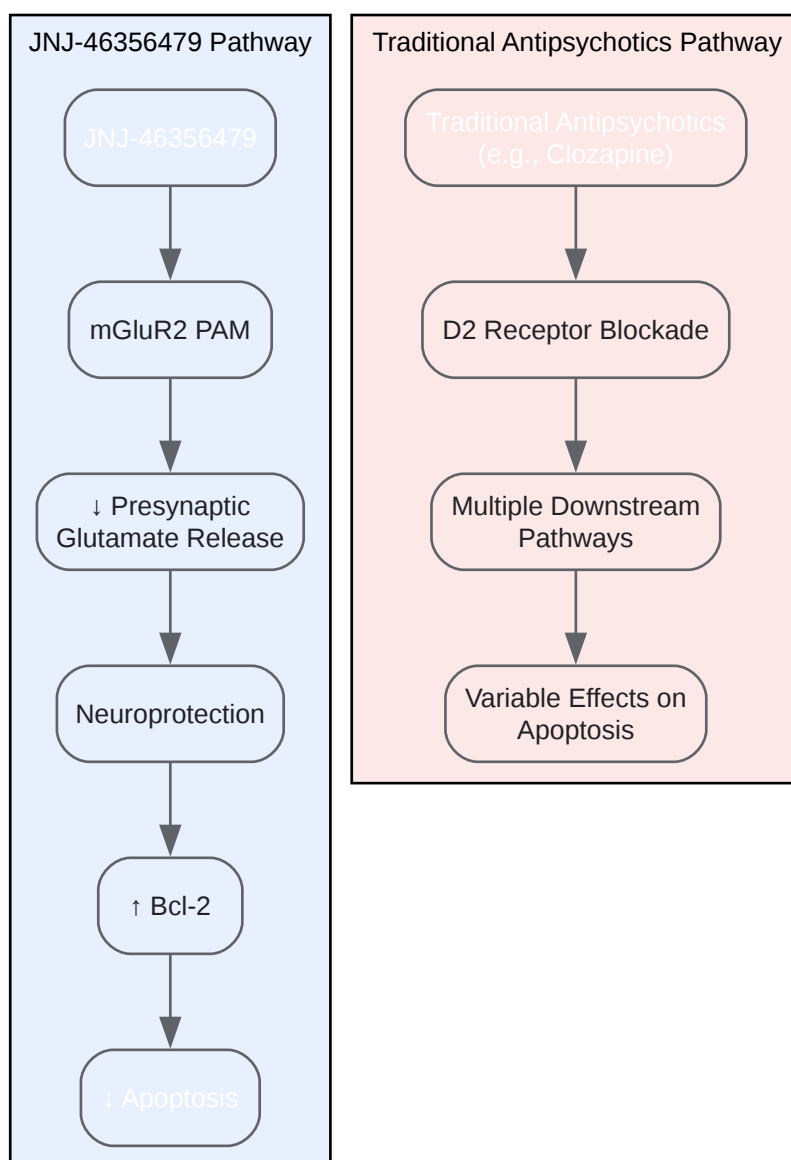 JNJ-46356479 Pathway
JNJ-46356479
mGluR2 PAM
↓ Presynaptic
Glutamate Release
Neuroprotection
↑ Bcl-2
↓ Apoptosis
Traditional Antipsychotics Pathway
Traditional Antipsychotics
(e.g., Clozapine)
D2 Receptor Blockade
Multiple Downstream
Pathways
Variable Effects on
Apoptosis